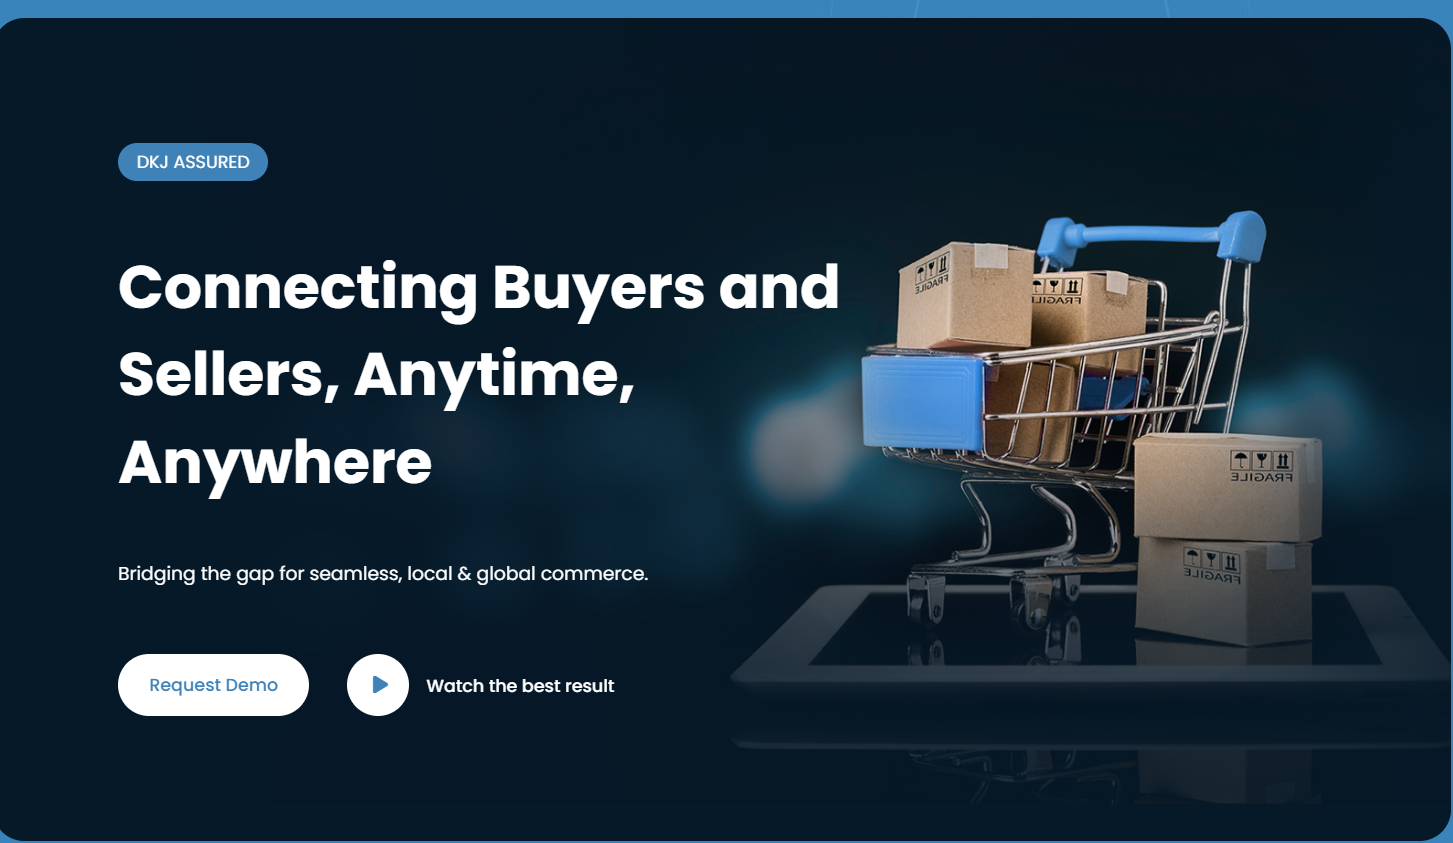 DKJ ASSURED
Connecting Buyers and
Sellers, Anytime,
Anywhere
Bridging the gap for seamless, local & global commerce.
Request Demo
Watch the best result
FRAGILE
FRAGILE
FRAGILE
FRAGILE